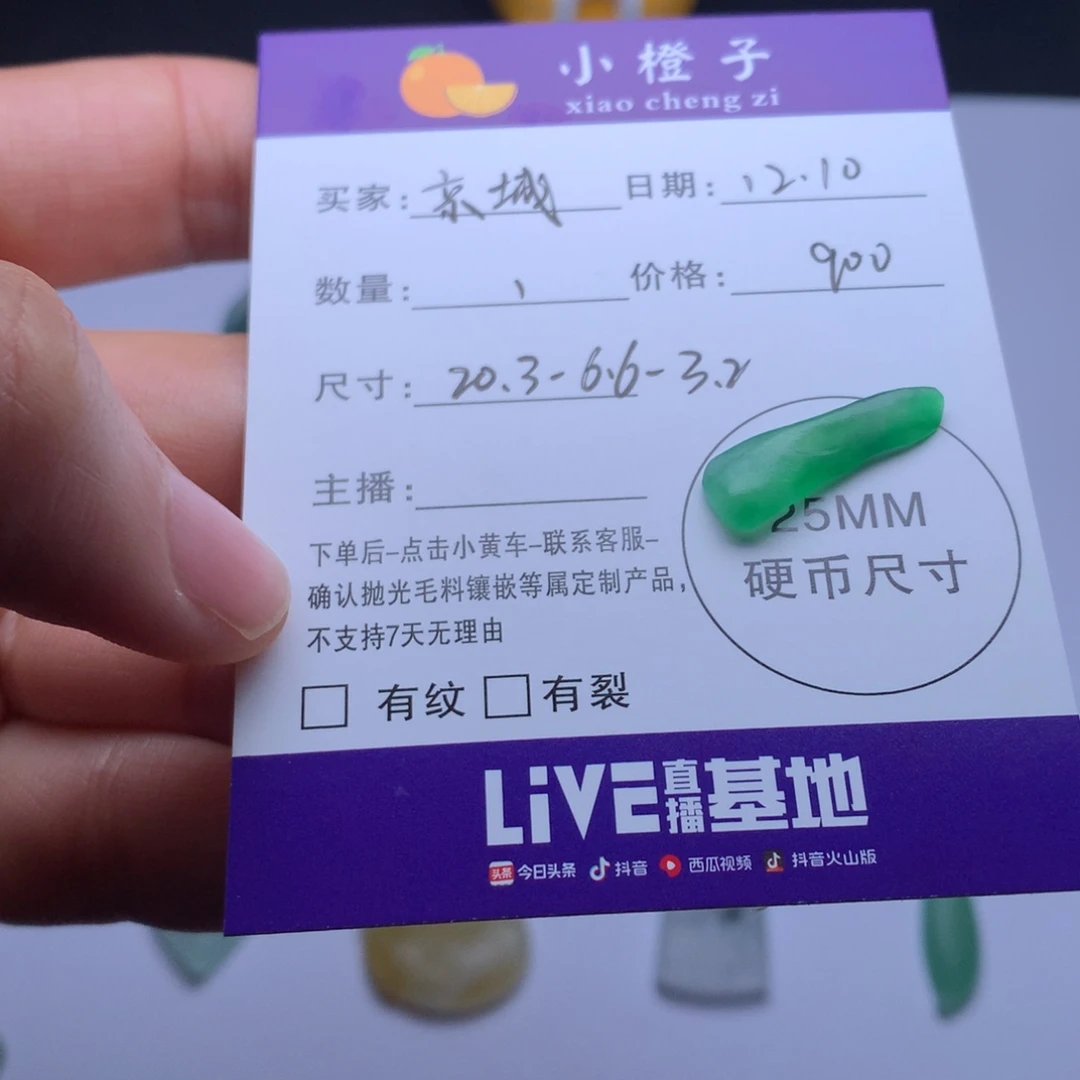 小橙子
xiao cheng zi
买家：京城 日期：12.10
数量：1 价格：900
尺寸：20.3-6.6-3.2
主播：
下单后-点击小黄车-联系客服-
确认抛光毛料镶嵌等属定制产品，
不支持7天无理由
25MM
硬币尺寸
□ 有纹 □ 有裂
LiVE直播基地
头条 今日头条 抖音 西瓜视频 抖音火山版